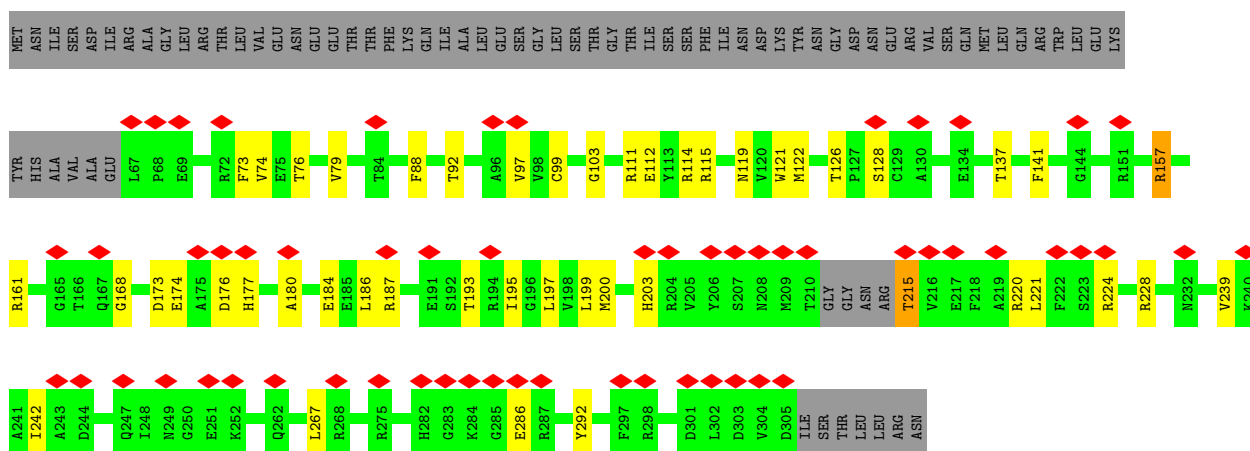 MET ASN ILE SER ASP ILE ARG ALA GLY LEU ARG THR LEU VAL GLU ASN GLU GLU THR THR PHE LYS GLN ILE ALA LEU GLU SER GLY LEU SER THR GLY THR ILE SER SER PHE ILE ASN ASP LYS TYR ASN GLY ASP ASN GLU ARG VAL SER GLN MET LEU GLN ARG TRP LEU GLU LYS
TYR HIS ALA VAL ALA GLU L67 P68 E69 R72 F73 V74 E75 T76 V79 T84 F88 T92 A96 V97 V98 C99 G103 R111 E112 Y113 R114 R115 N119 V120 W121 M122 T126 P127 S128 C129 A130 E134 T137 F141 G144 R151 R157
R161 G165 T166 Q167 G168 D173 E174 A175 D176 H177 A180 E184 E185 L186 R187 E191 S192 T193 R194 I195 G196 L197 V198 L199 M200 H203 R204 V205 Y206 S207 N208 M209 T210 GLY GLY ASN ARG T215 V216 E217 F218 A219 R220 L221 F222 S223 R224 R228 N232 V239 K240
A241 I242 A243 D244 Q247 I248 N249 G250 E251 K252 Q262 L267 R268 R275 H282 G283 K284 G285 E286 R287 Y292 F297 R298 D301 L302 D303 V304 D305 ILE SER THR LEU LEU ARG ASN